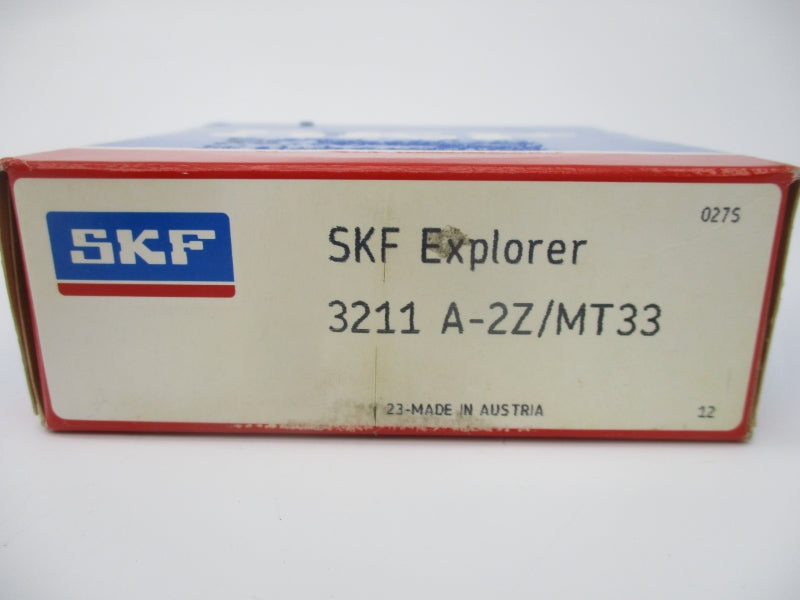 0275
SKF
SKF Explorer
3211 A-2Z/MT33
23-MADE IN AUSTRIA
12